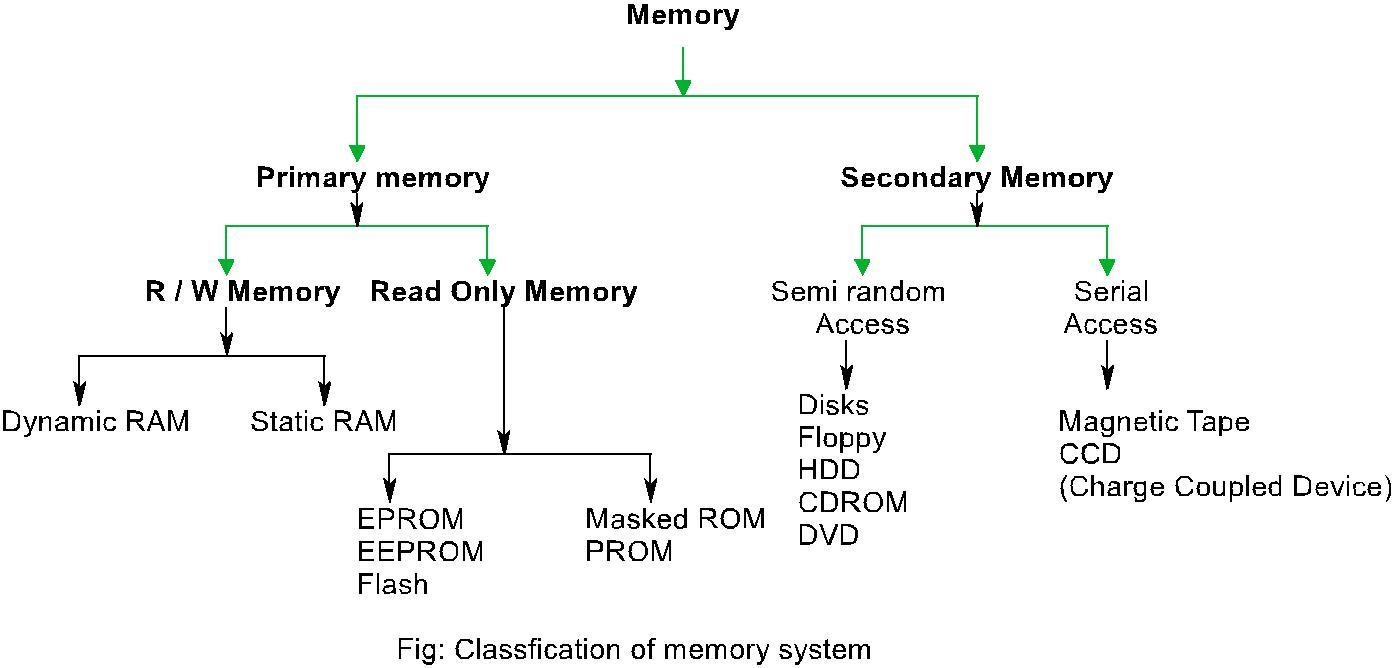 Memory
Primary memory
Secondary Memory
R / W Memory
Read Only Memory
Semi random
Access
Serial
Access
Dynamic RAM
Static RAM
EPROM
EEPROM
Flash
Masked ROM
PROM
Disks
Floppy
HDD
CDROM
DVD
Magnetic Tape
CCD
(Charge Coupled Device)
Fig: Classfication of memory system